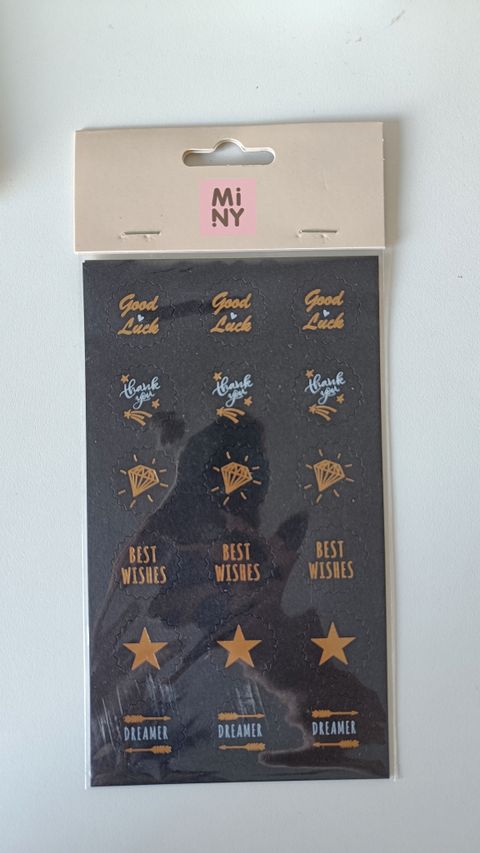 Mi
NY
Good Good Good
Luck Luck Luck
thank thank thank
you you you
BEST BEST BEST
WISHES WISHES WISHES
DREAMER DREAMER DREAMER